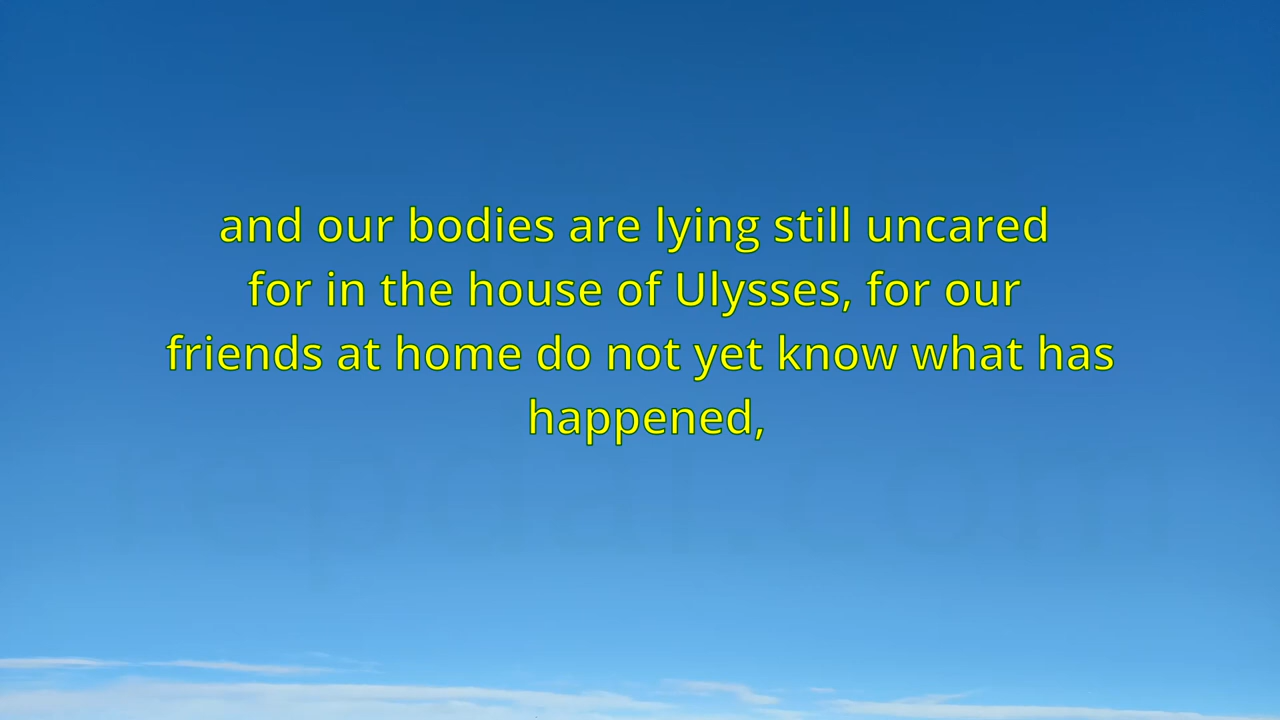 and our bodies are lying still uncared
for in the house of Ulysses, for our
friends at home do not yet know what has
happened,